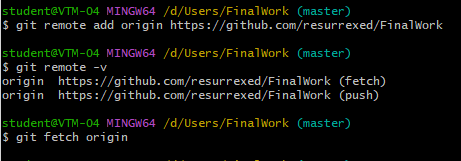 student@VTM-04 MINGW64 /d/Users/FinalWork (master)
$ git remote add origin https://github.com/resurrexed/FinalWork
student@VTM-04 MINGW64 /d/Users/FinalWork (master)
$ git remote -v
origin  https://github.com/resurrexed/FinalWork (fetch)
origin  https://github.com/resurrexed/FinalWork (push)
student@VTM-04 MINGW64 /d/Users/FinalWork (master)
$ git fetch origin